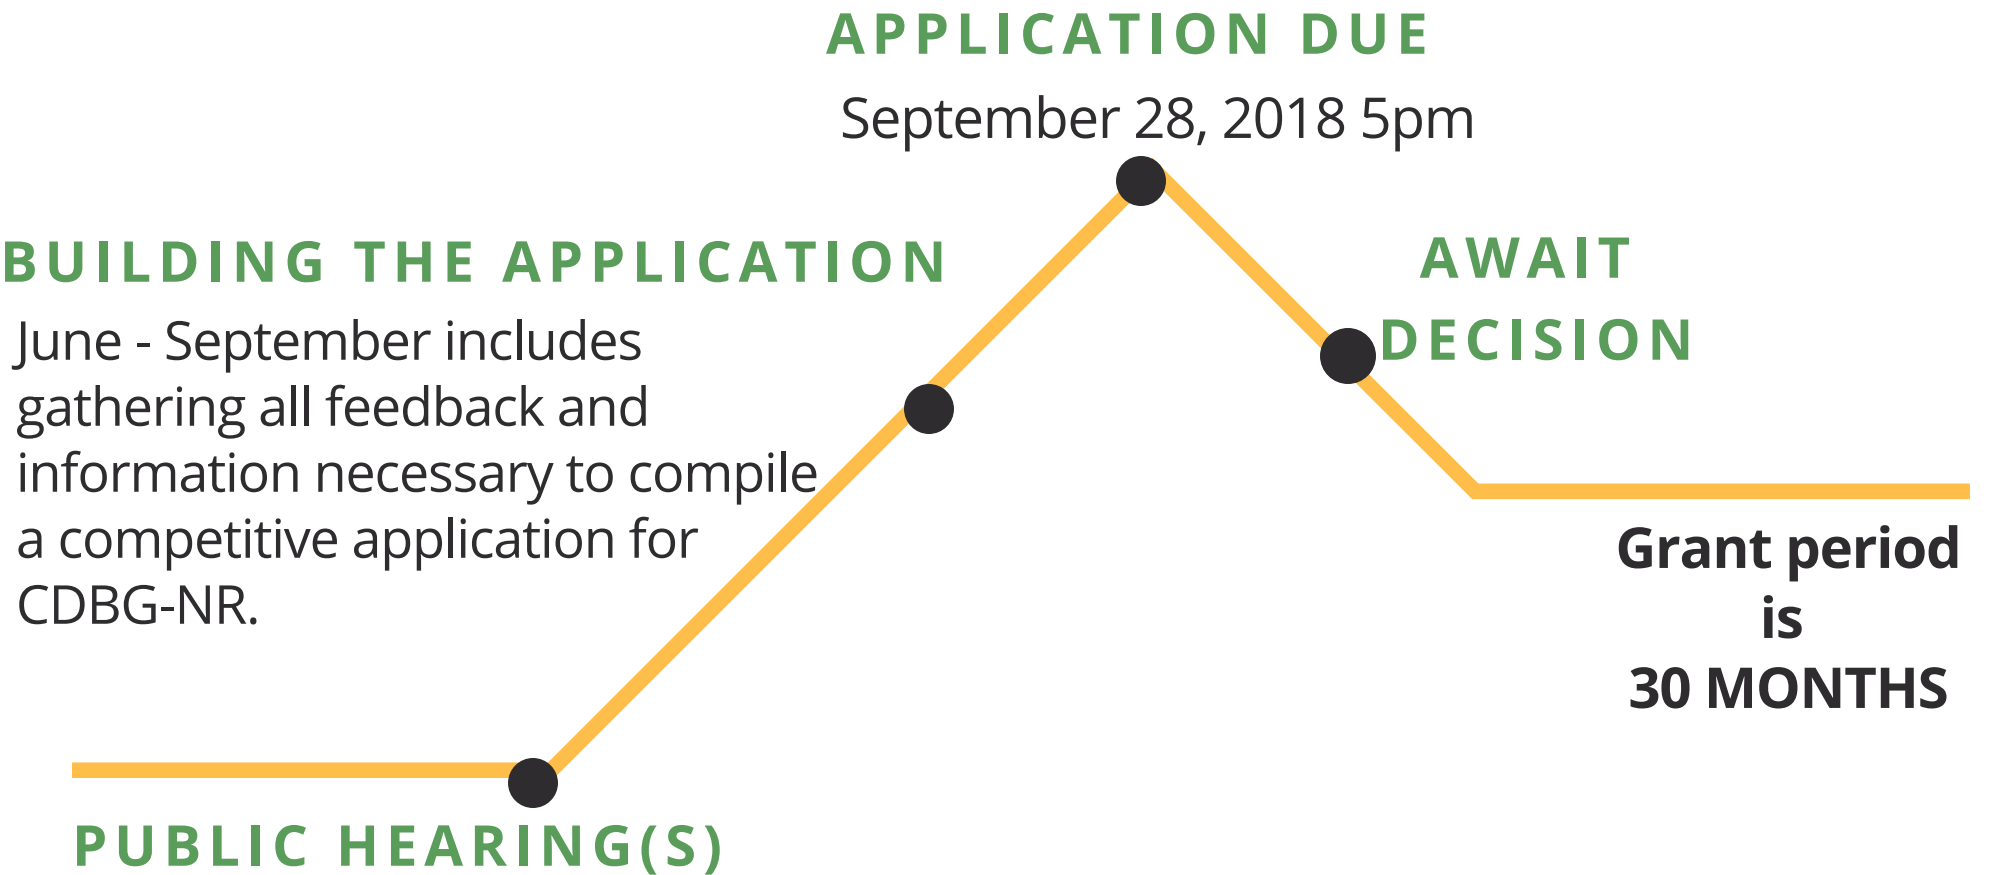 APPLICATION DUE
September 28, 2018 5pm
BUILDING THE APPLICATION
June - September includes
gathering all feedback and
information necessary to compile
a competitive application for
CDBG-NR.
AWAIT
DECISION
Grant period
is
30 MONTHS
PUBLIC HEARING(S)